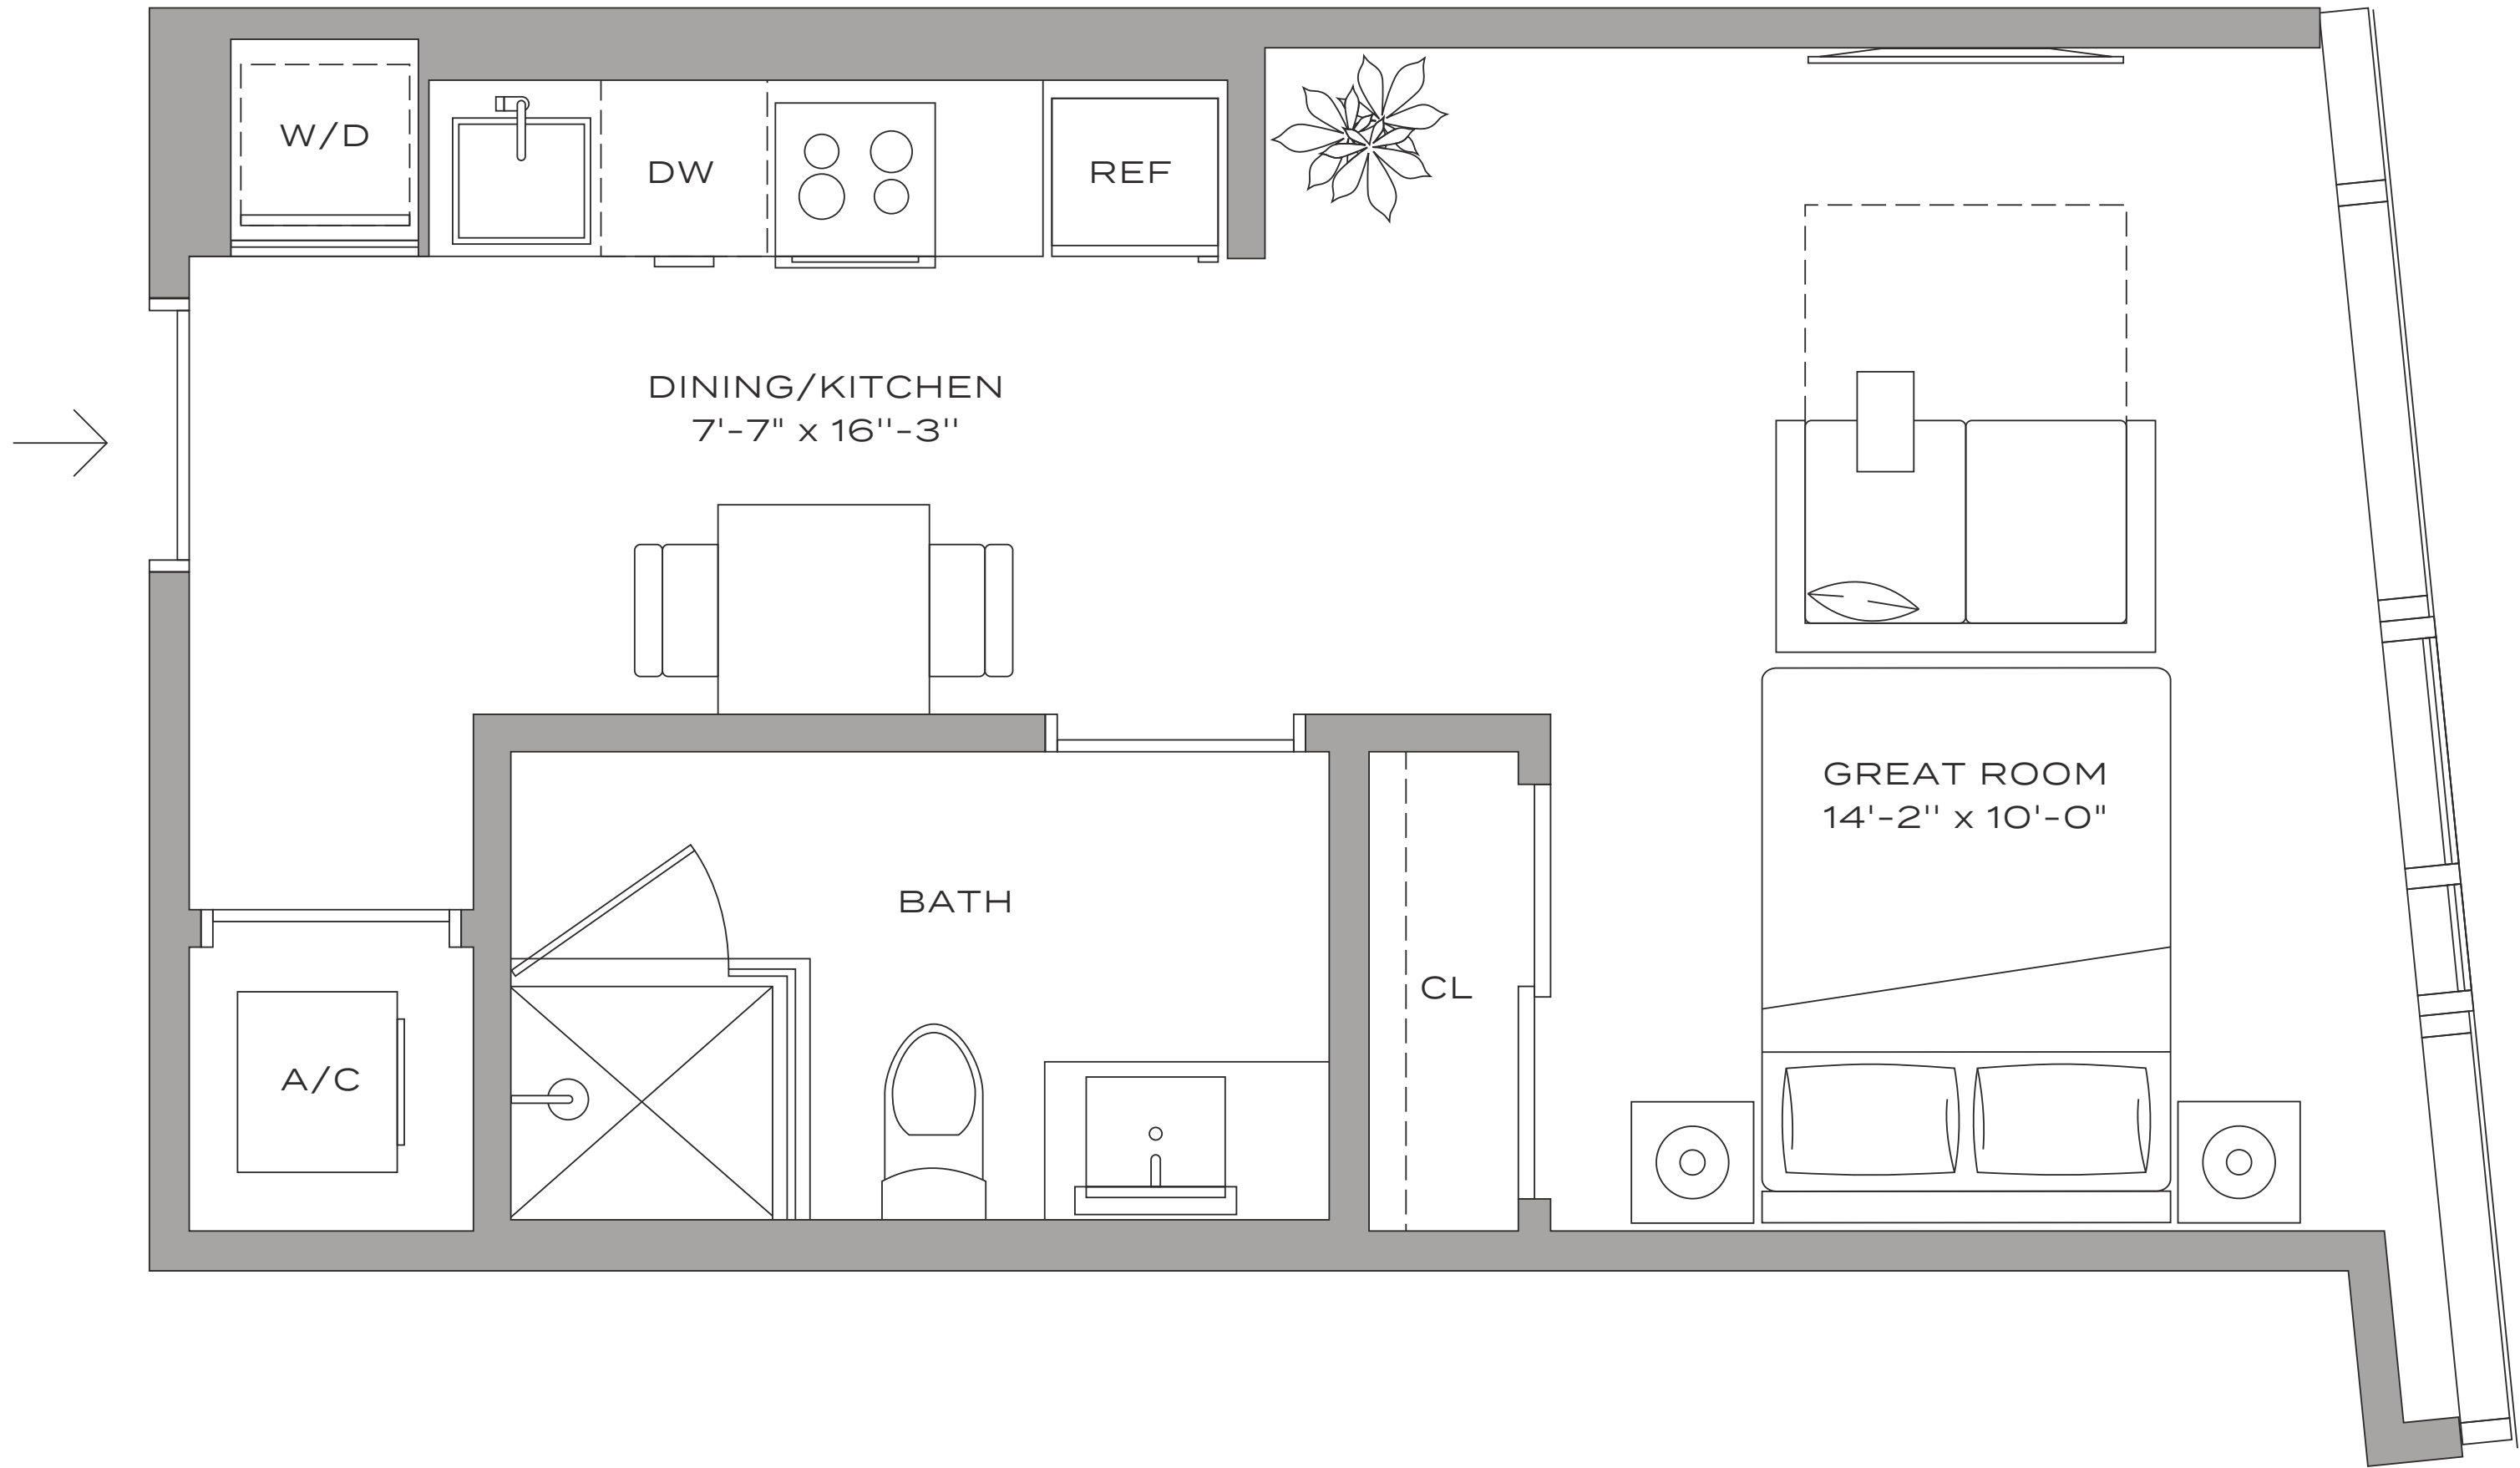 W/D
DW
REF
DINING/KITCHEN
7'-7" x 16''-3''
GREAT ROOM
14'-2'' x 10'-0"
BATH
CL
A/C